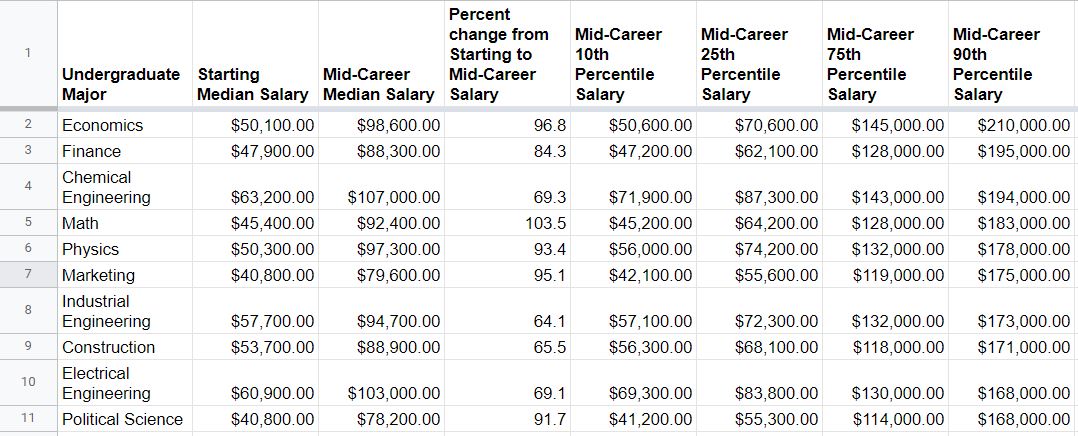 1
Undergraduate Major	Starting Median Salary	Mid-Career Median Salary	Percent change from Starting to Mid-Career Salary	Mid-Career 10th Percentile Salary	Mid-Career 25th Percentile Salary	Mid-Career 75th Percentile Salary	Mid-Career 90th Percentile Salary
2	Economics	$50,100.00	$98,600.00	96.8	$50,600.00	$70,600.00	$145,000.00	$210,000.00
3	Finance	$47,900.00	$88,300.00	84.3	$47,200.00	$62,100.00	$128,000.00	$195,000.00
4	Chemical Engineering	$63,200.00	$107,000.00	69.3	$71,900.00	$87,300.00	$143,000.00	$194,000.00
5	Math	$45,400.00	$92,400.00	103.5	$45,200.00	$64,200.00	$128,000.00	$183,000.00
6	Physics	$50,300.00	$97,300.00	93.4	$56,000.00	$74,200.00	$132,000.00	$178,000.00
7	Marketing	$40,800.00	$79,600.00	95.1	$42,100.00	$55,600.00	$119,000.00	$175,000.00
8	Industrial Engineering	$57,700.00	$94,700.00	64.1	$57,100.00	$72,300.00	$132,000.00	$173,000.00
9	Construction	$53,700.00	$88,900.00	65.5	$56,300.00	$68,100.00	$118,000.00	$171,000.00
10	Electrical Engineering	$60,900.00	$103,000.00	69.1	$69,300.00	$83,800.00	$130,000.00	$168,000.00
11	Political Science	$40,800.00	$78,200.00	91.7	$41,200.00	$55,300.00	$114,000.00	$168,000.00